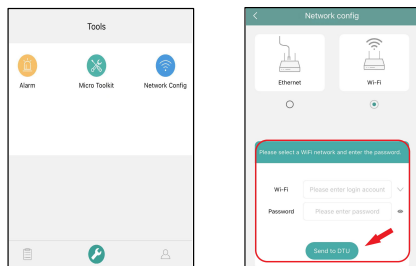 Tools
Alarm
Micro Toolkit
Network Config
Network config
Ethernet
Wi-Fi
Please select a WiFi network and enter the password.
Wi-Fi
Please enter login account
Password
Please enter password
Send to DTU